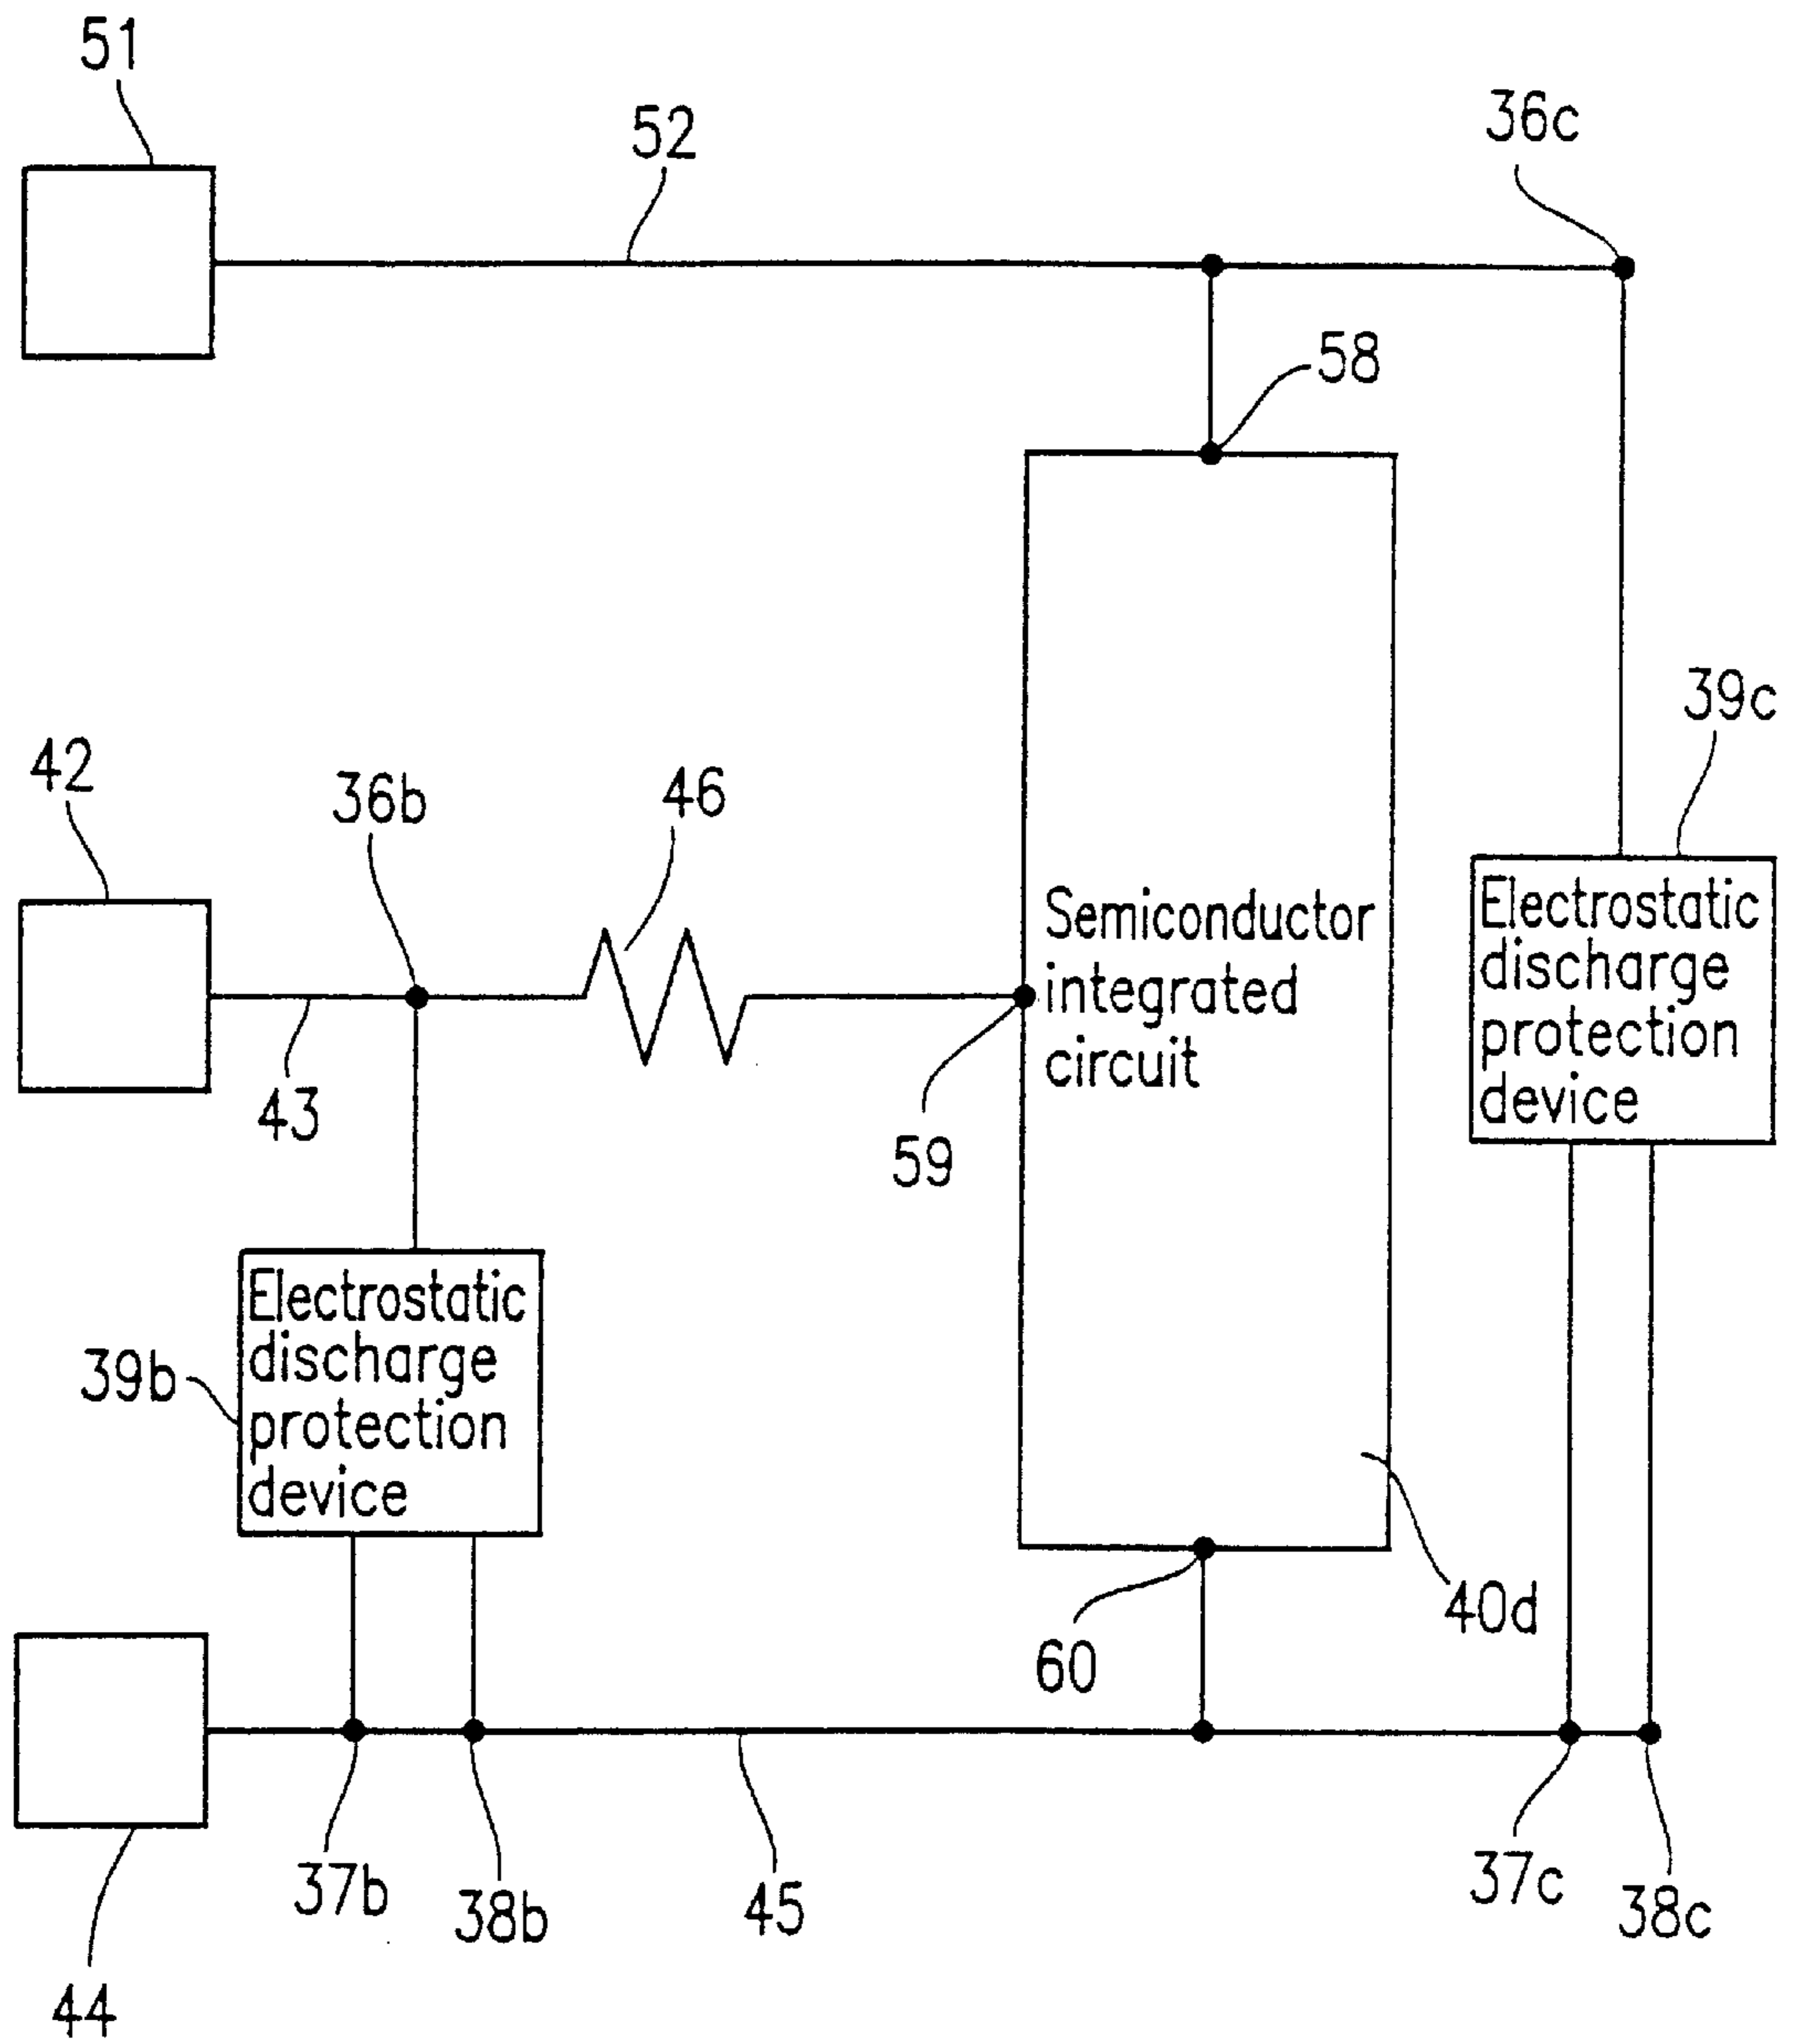 51
52
36c
58
39c
42
36b
46
Semiconductor
integrated
circuit
Electrostatic
discharge
protection
device
43
59
Electrostatic
discharge
protection
device
39b
40d
60
37b
38b
45
37c
38c
44